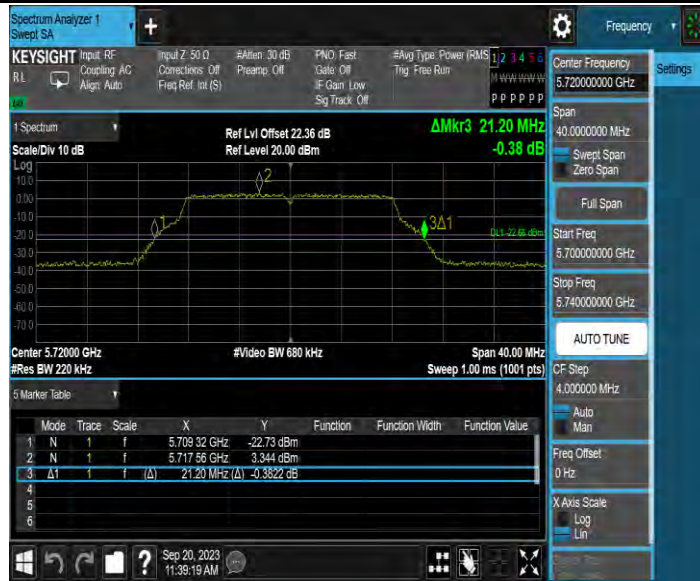 Spectrum Analyzer 1
Swept SA
+
Frequency
KEYSIGHT Input: RF
RL
Coupling: AC
Align: Auto
Input Z: 50 Ω
Corrections: Off
Freq Ref: Int (S)
#Atten: 30 dB
Preamp: Off
PNO: Fast
Gate: Off
IF Gain: Low
Sig Track: Off
#Avg Type: Power (RMS
Trig: Free Run
1 2 3 4 5 6
M W W W W W
P P P P P P
Center Frequency
5.720000000 GHz
Settings
Span
40.0000000 MHz
Swept Span
Zero Span
Full Span
Start Freq
5.700000000 GHz
Stop Freq
5.740000000 GHz
AUTO TUNE
CF Step
4.000000 MHz
Auto
Man
Freq Offset
0 Hz
X Axis Scale
Log
Lin
1 Spectrum
Scale/Div 10 dB
Ref Lvl Offset 22.36 dB
Ref Level 20.00 dBm
ΔMkr3 21.20 MHz
-0.38 dB
Log
10.0
0.00
-10.0
-20.0
-30.0
-40.0
-50.0
-60.0
-70.0
1
2
3Δ1
DL1 -22.66 dBm
Center 5.72000 GHz
#Video BW 680 kHz
Span 40.00 MHz
#Res BW 220 kHz
Sweep 1.00 ms (1001 pts)
5 Marker Table
Mode Trace Scale X Y Function Function Width Function Value
1 N 1 f 5.709 32 GHz -22.73 dBm
2 N 1 f 5.717 56 GHz 3.344 dBm
3 Δ1 1 f (Δ) 21.20 MHz (Δ) -0.3822 dB
4
5
6
?
Sep 20, 2023
11:39:19 AM